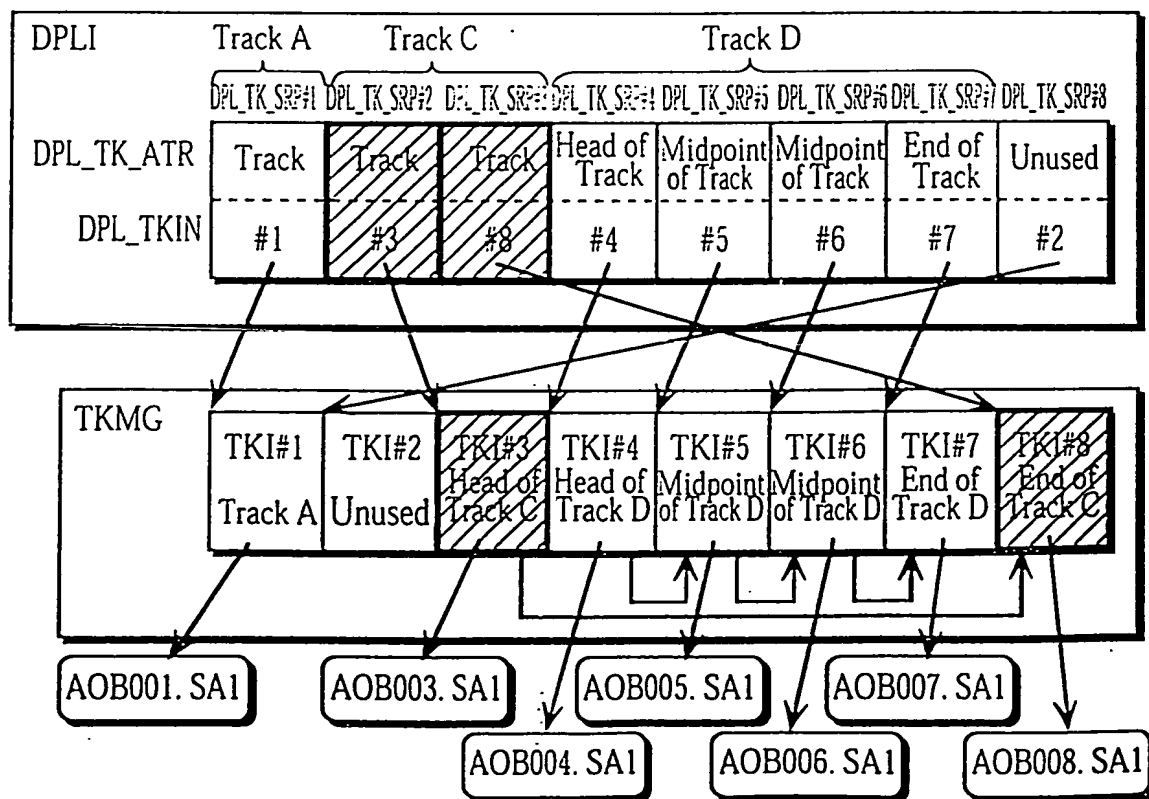 DPLI Track A Track C Track D
DPL_TK_SRP#1 DPL_TK_SRP#2 DPL_TK_SRP#3 DPL_TK_SRP#4 DPL_TK_SRP#5 DPL_TK_SRP#6 DPL_TK_SRP#7 DPL_TK_SRP#8
DPL_TK_ATR
Track
Track
Track
Head of
Track
Midpoint
of Track
Midpoint
of Track
End of
Track
Unused
DPL_TKIN
#1 #3 #8 #4 #5 #6 #7 #2
TKMG
TKI#1
Track A
TKI#2
Unused
TKI#3
Head of
Track C
TKI#4
Head of
Track D
TKI#5
Midpoint
of Track D
TKI#6
Midpoint
of Track D
TKI#7
End of
Track D
TKI#8
End of
Track C
AOB001. SA1
AOB003. SA1
AOB005. SA1
AOB007. SA1
AOB004. SA1
AOB006. SA1
AOB008. SA1